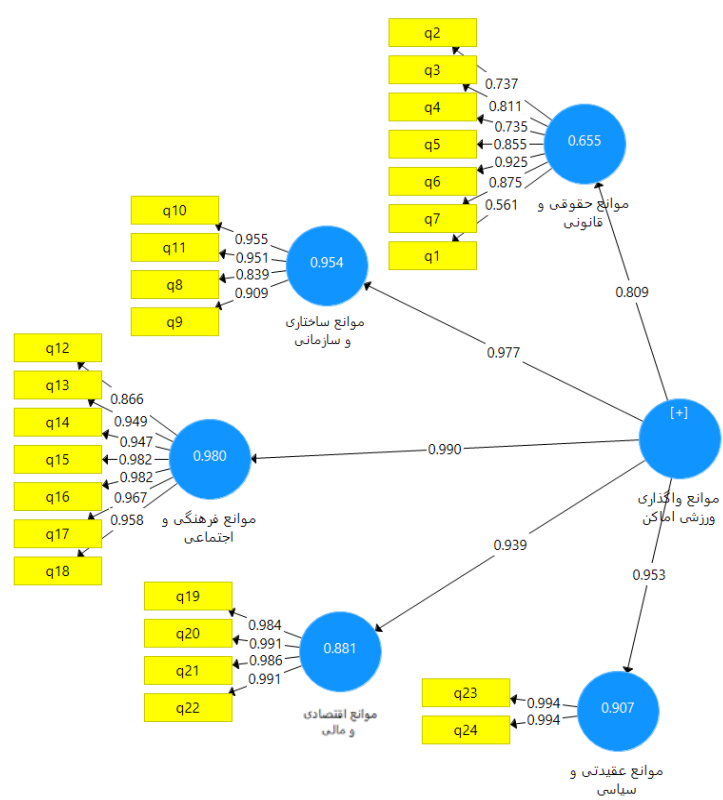 q2
q3
q4
q5
q6
q7
q1
0.737
0.811
0.735
0.855
0.925
0.875
0.561
0.655
موانع حقوقی و
قانونی
q10
q11
q8
q9
0.955
0.951
0.839
0.909
0.954
موانع ساختاری
و سازمانی
q12
q13
q14
q15
q16
q17
q18
0.866
0.949
0.947
0.982
0.982
0.967
0.958
0.980
موانع فرهنگی و
اجتماعی
0.809
0.977
0.990
0.939
0.953
[+]
موانع واگذاری
ورزشی اماکن
q19
q20
q21
q22
0.984
0.991
0.986
0.991
0.881
موانع اقتصادی
و مالی
q23
q24
0.994
0.994
0.907
موانع عقیدتی و
سیاسی